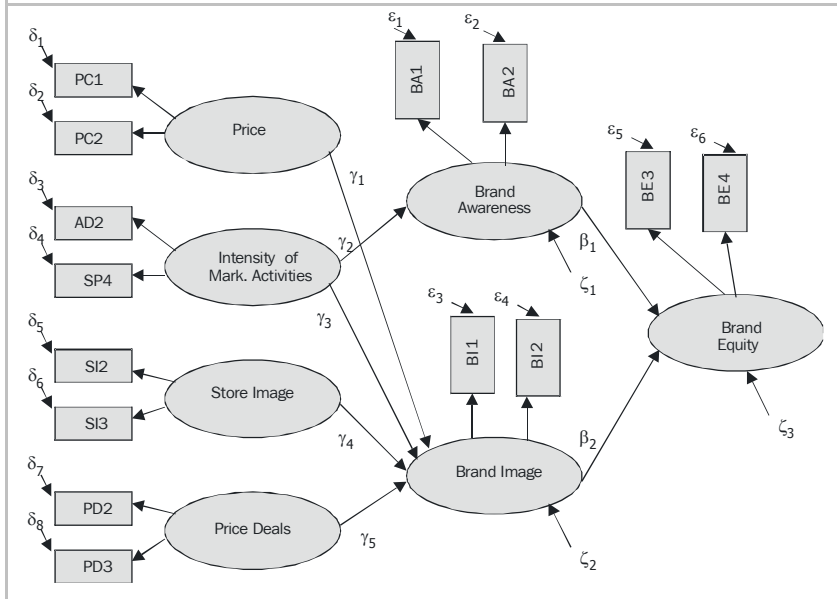 δ1
PC1
δ2
PC2
Price
δ3
AD2
δ4
SP4
Intensity of
Mark. Activities
δ5
SI2
δ6
SI3
Store Image
δ7
PD2
δ8
PD3
Price Deals
γ1
γ2
γ3
γ4
γ5
ε1
BA1
ε2
BA2
Brand
Awareness
ζ1
ε3
BI1
ε4
BI2
Brand Image
ζ2
β1
β2
ε5
BE3
ε6
BE4
Brand
Equity
ζ3